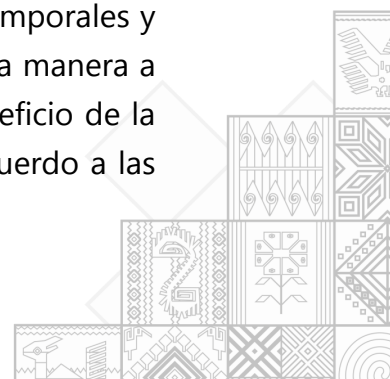 mporales y
a manera a
eficio de la
uerdo a las